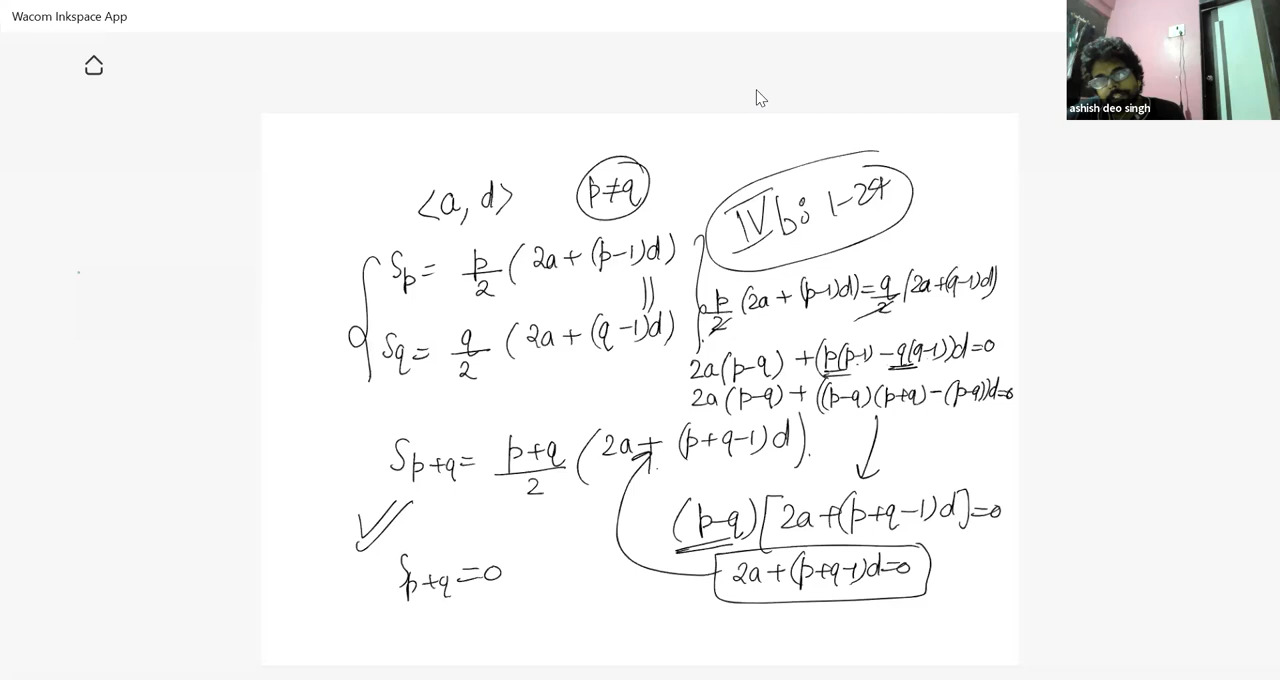 Wacom Inkspace App
ashish deo singh
<a, d> p≠q
IVb: 1-24
Sp = p/2 (2a + (p-1)d)
||
Sq = q/2 (2a + (q-1)d)
p/2 (2a + (p-1)d) = q/2 (2a+(q-1)d)
2a(p-q) + (p(p-1) - q(q-1))d=0
2a(p-q) + ((p-q)(p+q) - (p-q))d=0
Sp+q = p+q/2 (2a + (p+q-1)d).
(p-q)[2a+(p+q-1)d]=0
2a+(p+q-1)d=0
Sp+q =0